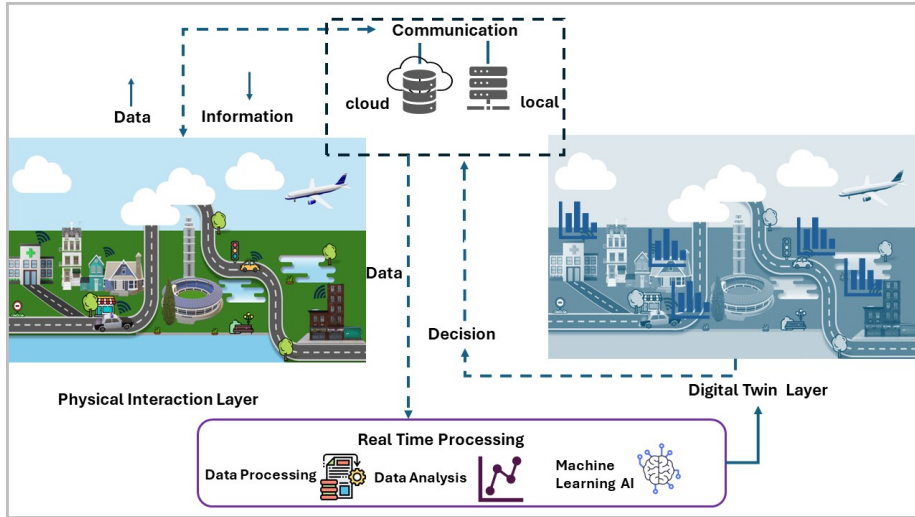 Communication
cloud
local
Data
Information
Data
Decision
Physical Interaction Layer
Digital Twin Layer
Real Time Processing
Data Processing
Data Analysis
Machine
Learning AI